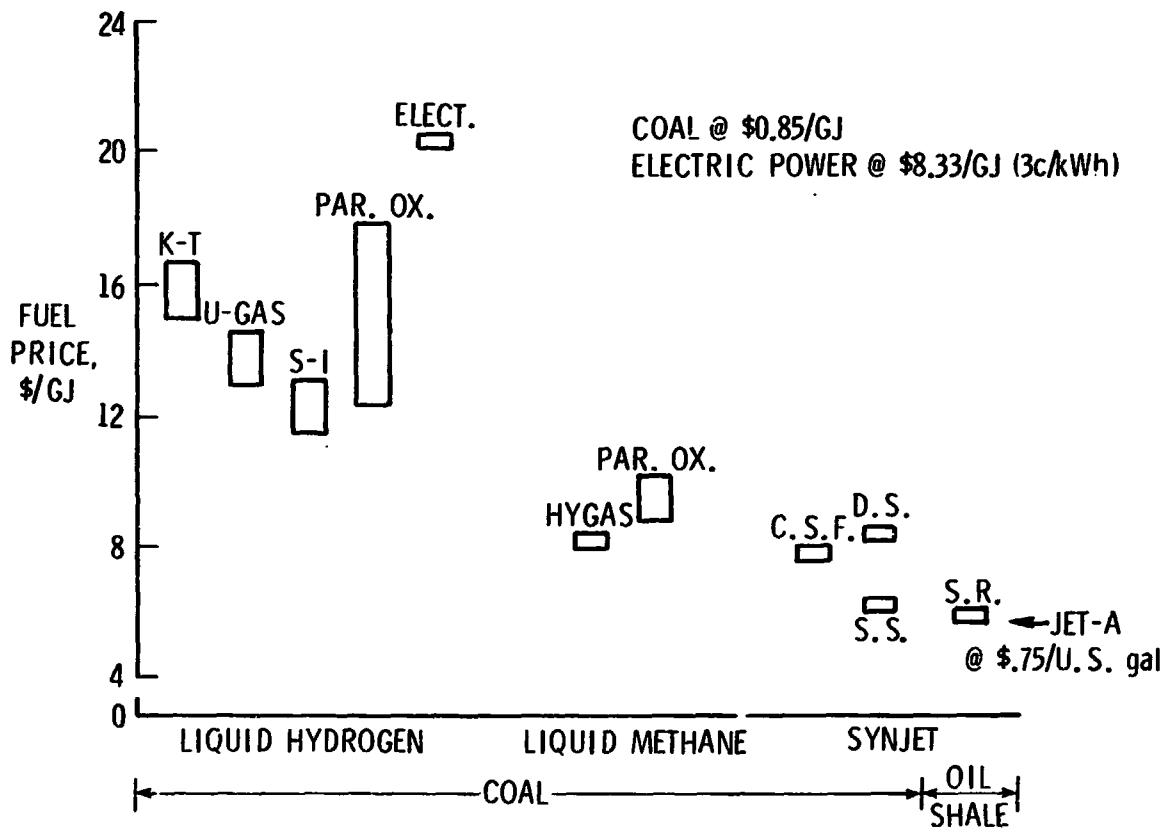 24
ELECT.
COAL @ $0.85/GJ
20
ELECTRIC POWER @ $8.33/GJ (3c/kWh)
PAR. OX.
K-T
16
U-GAS
FUEL
PRICE,
$/GJ
S-I
12
PAR. OX.
HYGAS
D.S.
C.S.F.
8
S.R.
S.S.
JET-A
@ $.75/U.S. gal
4
0
LIQUID HYDROGEN
LIQUID METHANE
SYNJET
COAL
OIL
SHALE